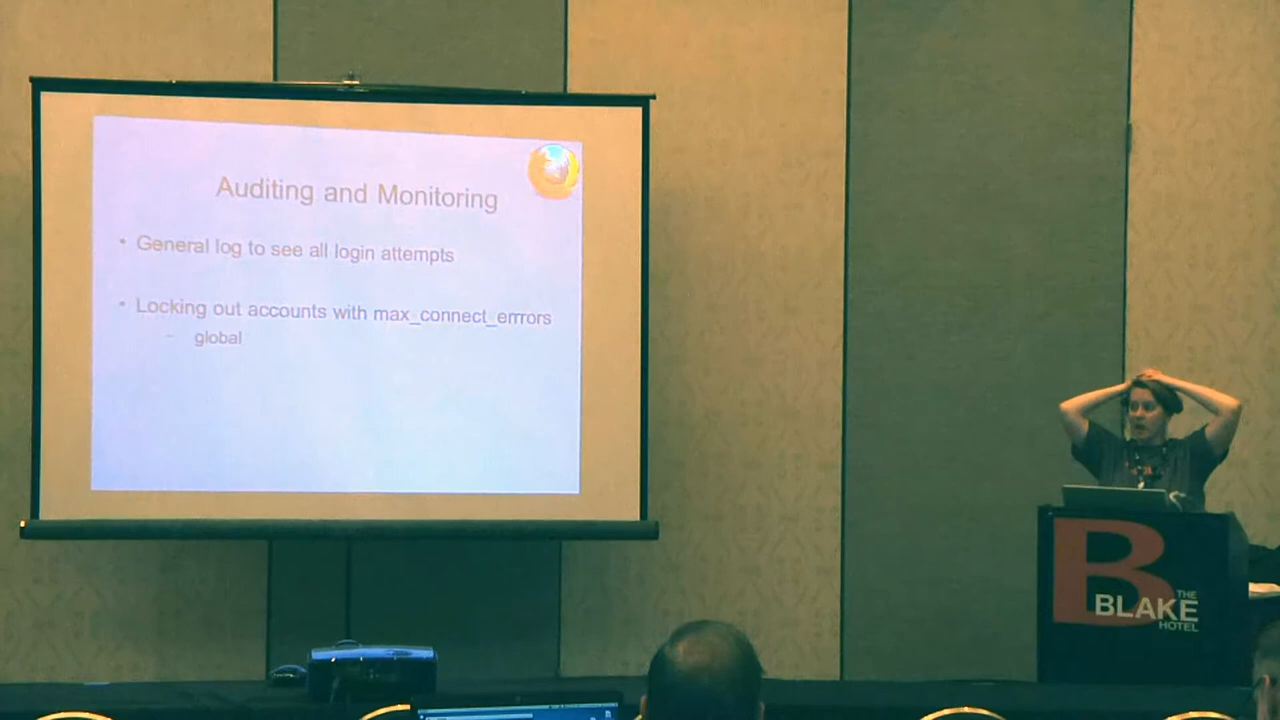 Auditing and Monitoring
• General log to see all login attempts
• Locking out accounts with max_connect_errrors
– global
B
THE
BLAKE
HOTEL